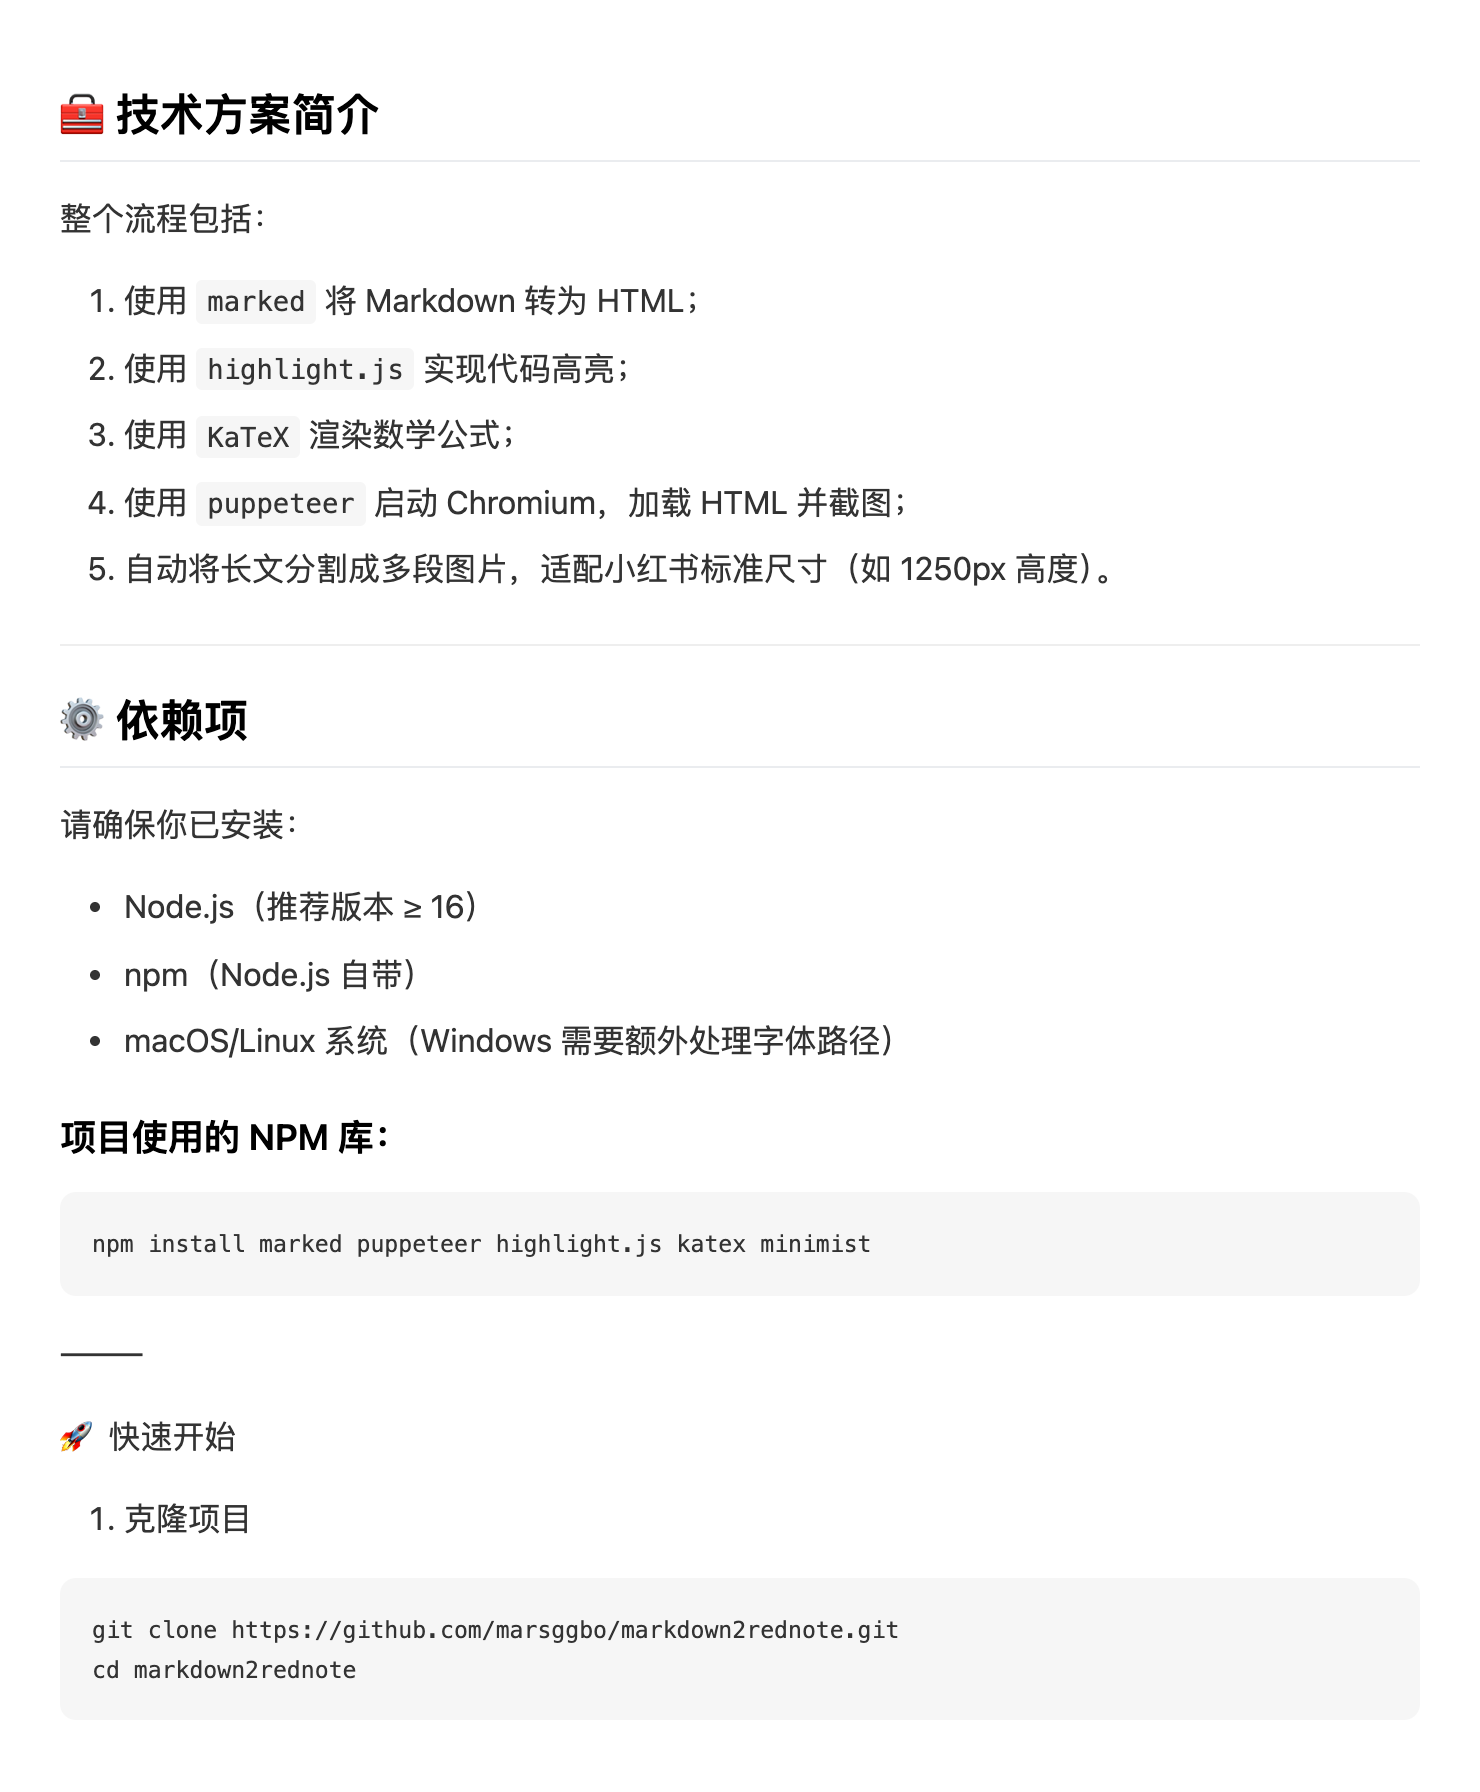 🧰 技术方案简介
整个流程包括：
1. 使用 marked 将 Markdown 转为 HTML；
2. 使用 highlight.js 实现代码高亮；
3. 使用 KaTeX 渲染数学公式；
4. 使用 puppeteer 启动 Chromium，加载 HTML 并截图；
5. 自动将长文分割成多段图片，适配小红书标准尺寸（如 1250px 高度）。
⚙️ 依赖项
请确保你已安装：
• Node.js（推荐版本 ≥ 16）
• npm（Node.js 自带）
• macOS/Linux 系统（Windows 需要额外处理字体路径）
项目使用的 NPM 库：
npm install marked puppeteer highlight.js katex minimist
⸻
🚀 快速开始
1. 克隆项目
git clone https://github.com/marsggbo/markdown2rednote.git
cd markdown2rednote